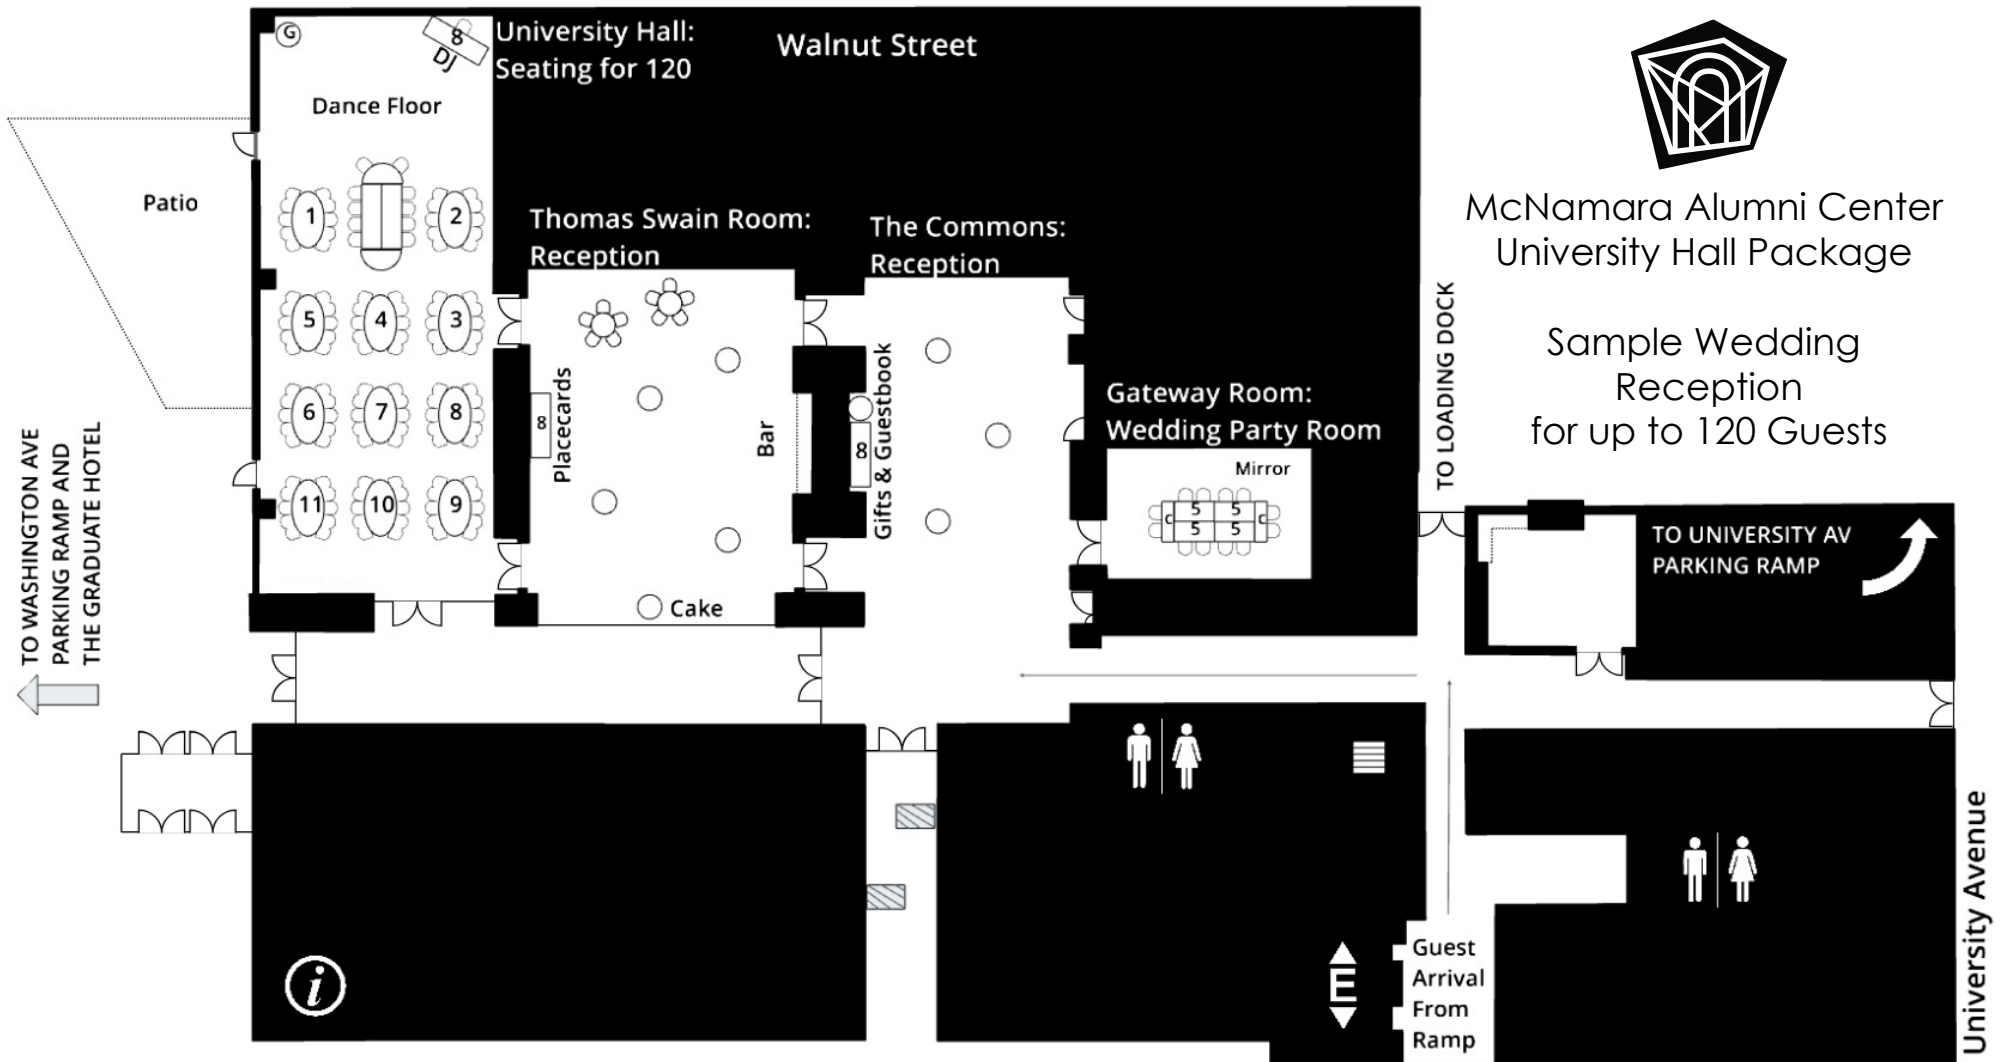 G
8
DJ
University Hall:
Seating for 120
Walnut Street
Dance Floor
Patio
1
2
5
4
3
6
7
8
11
10
9
Thomas Swain Room:
Reception
8
Placecards
Bar
Cake
The Commons:
Reception
8
Gifts & Guestbook
Gateway Room:
Wedding Party Room
Mirror
C
5
5
C
5
5
TO LOADING DOCK
McNamara Alumni Center
University Hall Package
Sample Wedding
Reception
for up to 120 Guests
TO UNIVERSITY AV
PARKING RAMP
TO WASHINGTON AVE
PARKING RAMP AND
THE GRADUATE HOTEL
i
E
Guest
Arrival
From
Ramp
University Avenue